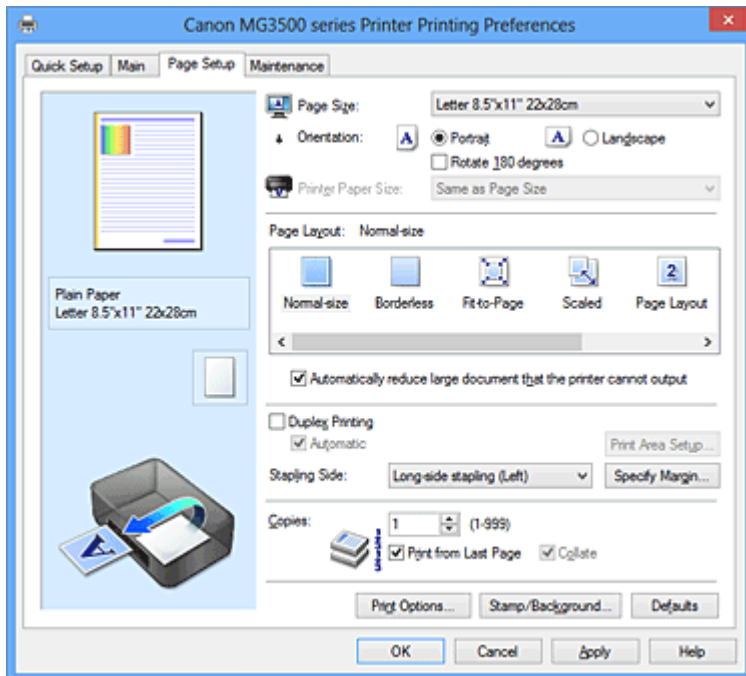 Canon MG3500 series Printer Printing Preferences
Quick Setup Main Page Setup Maintenance
Page Size: Letter 8.5"x11" 22x28cm
Orientation: A Portrait A Landscape
Rotate 180 degrees
Printer Paper Size: Same as Page Size
Page Layout: Normal-size
Normal-size Borderless Fit-to-Page Scaled 2 Page Layout
Plain Paper
Letter 8.5"x11" 22x28cm
Automatically reduce large document that the printer cannot output
Duplex Printing
Automatic Print Area Setup...
Stapling Side: Long-side stapling (Left) Specify Margin...
Copies: 1 (1-999)
Print from Last Page Collate
A
Print Options... Stamp/Background... Defaults
OK Cancel Apply Help